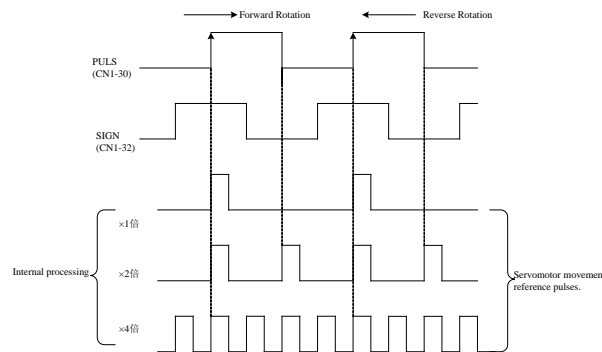 Forward Rotation
Reverse Rotation
PULS
(CN1-30)
SIGN
(CN1-32)
×1倍
Internal processing
×2倍
Servomotor movement
reference pulses.
×4倍